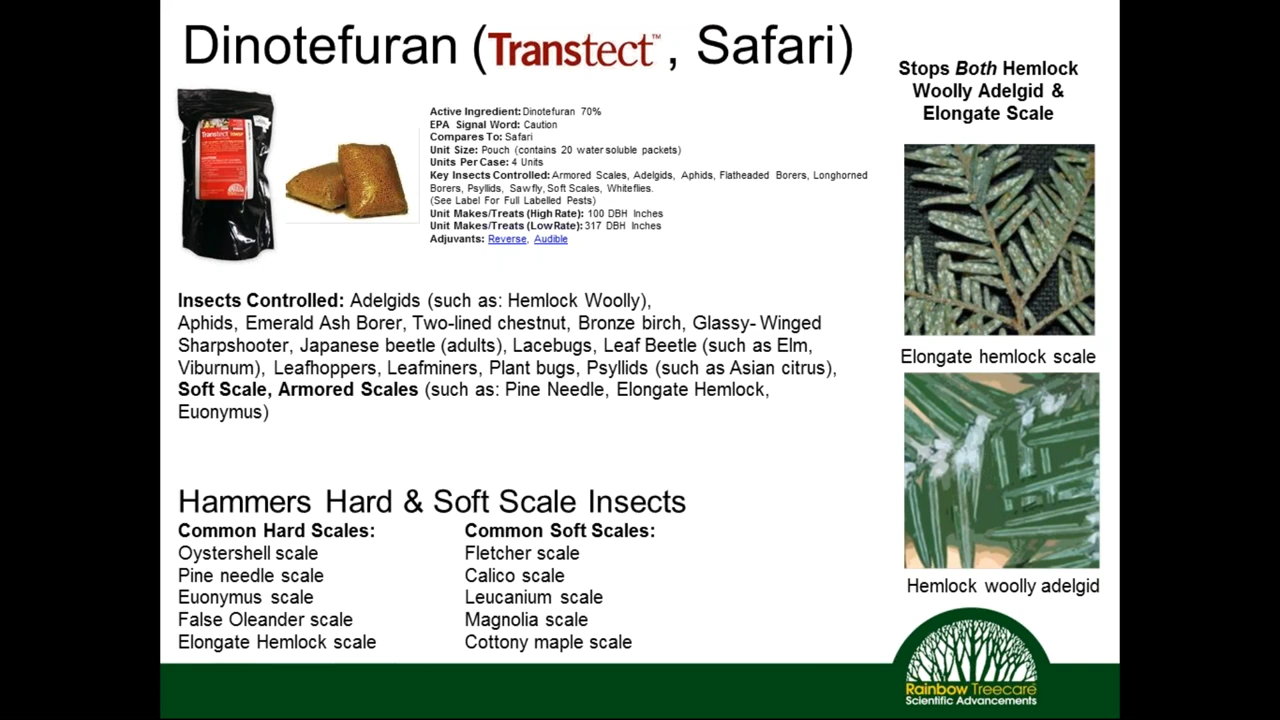 Dinotefuran (Transtect™, Safari)
Stops Both Hemlock
Woolly Adelgid &
Elongate Scale
Transtect
Active Ingredient: Dinotefuran 70%
EPA Signal Word: Caution
Compares To: Safari
Unit Size: Pouch (contains 20 water soluble packets)
Units Per Case: 4 Units
Key Insects Controlled: Armored Scales, Adelgids, Aphids, Flatheaded Borers, Longhorned
Borers, Psyllids, Sawfly, Soft Scales, Whiteflies.
(See Label For Full Labelled Pests)
Unit Makes/Treats (High Rate): 100 DBH Inches
Unit Makes/Treats (Low Rate): 317 DBH Inches
Adjuvants: Reverse, Audible
Insects Controlled: Adelgids (such as: Hemlock Woolly),
Aphids, Emerald Ash Borer, Two-lined chestnut, Bronze birch, Glassy- Winged
Sharpshooter, Japanese beetle (adults), Lacebugs, Leaf Beetle (such as Elm,
Viburnum), Leafhoppers, Leafminers, Plant bugs, Psyllids (such as Asian citrus),
Soft Scale, Armored Scales (such as: Pine Needle, Elongate Hemlock,
Euonymus)
Elongate hemlock scale
Hemlock woolly adelgid
Hammers Hard & Soft Scale Insects
Common Hard Scales:
Oystershell scale
Pine needle scale
Euonymus scale
False Oleander scale
Elongate Hemlock scale
Common Soft Scales:
Fletcher scale
Calico scale
Leucanium scale
Magnolia scale
Cottony maple scale
Rainbow Treecare
Scientific Advancements